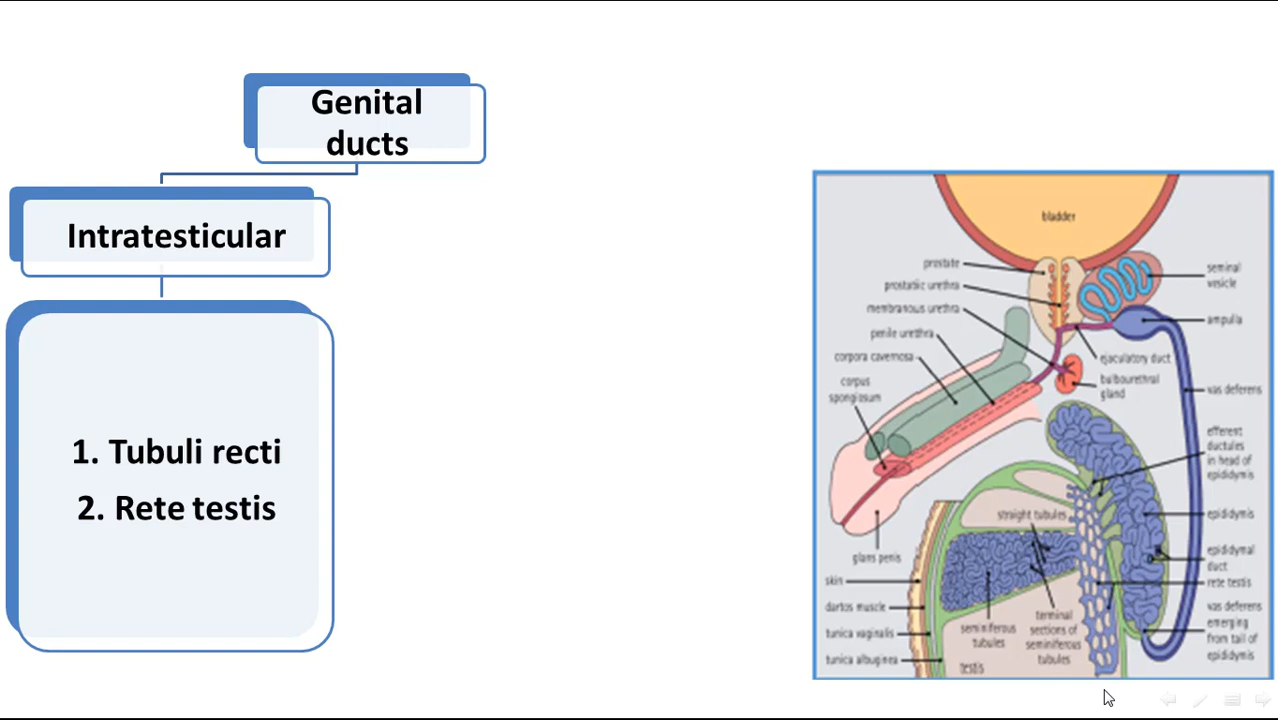 Genital
ducts
Intratesticular
1. Tubuli recti
2. Rete testis
bladder
prostate
prostatic urethra
membranous urethra
penile urethra
corpora cavernosa
corpus
spongiosum
glans penis
skin
dartos muscle
tunica vaginalis
tunica albuginea
straight tubules
seminiferous
tubules
terminal
sections of
seminiferous
tubules
testis
seminal
vesicle
ampulla
ejaculatory duct
bulbourethral
gland
vas deferens
efferent
ductules
in head of
epididymis
epididymis
epididymal
duct
rete testis
vas deferens
emerging
from tail of
epididymis